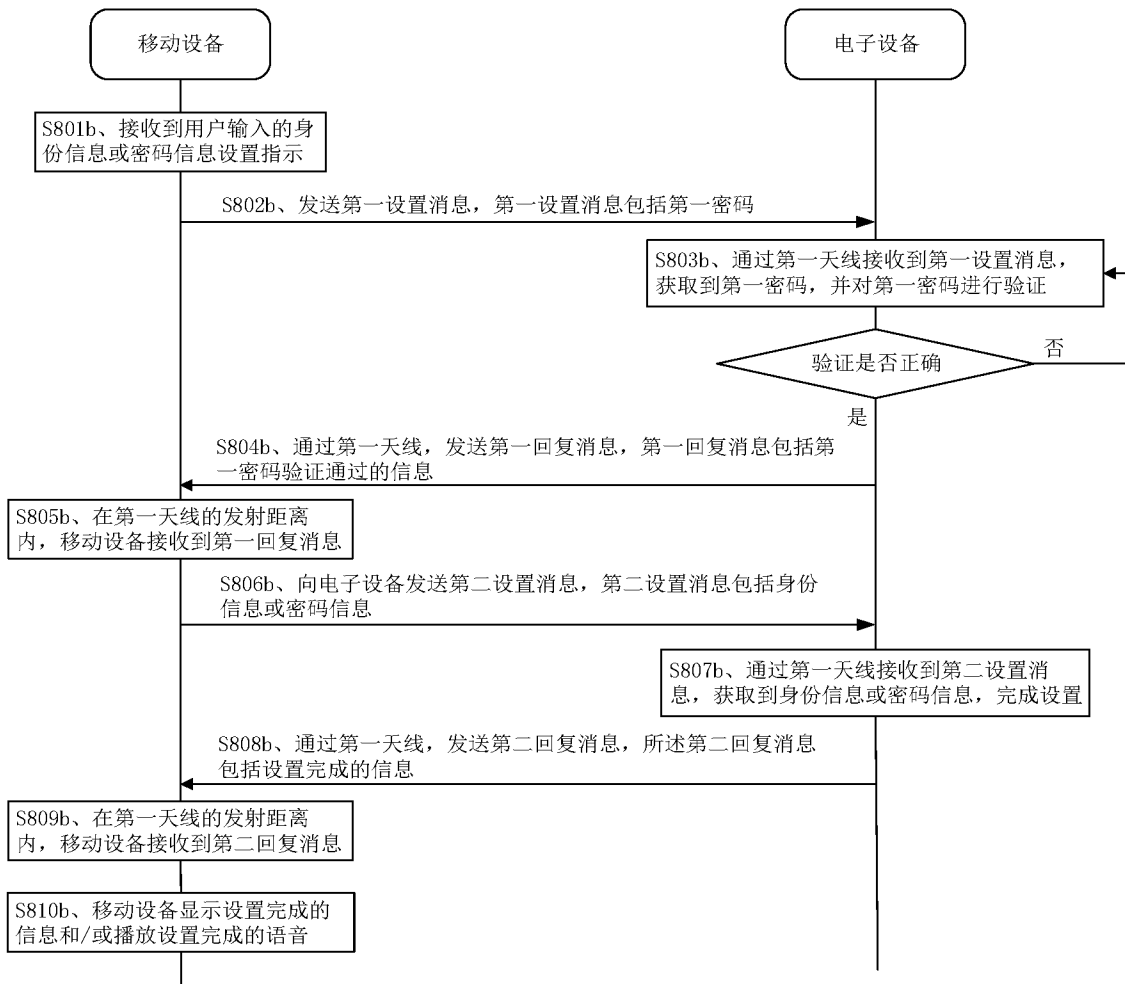 移动设备
电子设备
S801b、接收到用户输入的身
份信息或密码信息设置指示
S802b、发送第一设置消息，第一设置消息包括第一密码
S803b、通过第一天线接收到第一设置消息，
获取到第一密码，并对第一密码进行验证
验证是否正确
否
是
S804b、通过第一天线，发送第一回复消息，第一回复消息包括第
一密码验证通过的信息
S805b、在第一天线的发射距离
内，移动设备接收到第一回复消息
S806b、向电子设备发送第二设置消息，第二设置消息包括身份
信息或密码信息
S807b、通过第一天线接收到第二设置消
息，获取到身份信息或密码信息，完成设置
S808b、通过第一天线，发送第二回复消息，所述第二回复消息
包括设置完成的信息
S809b、在第一天线的发射距离
内，移动设备接收到第二回复消息
S810b、移动设备显示设置完成的
信息和/或播放设置完成的语音